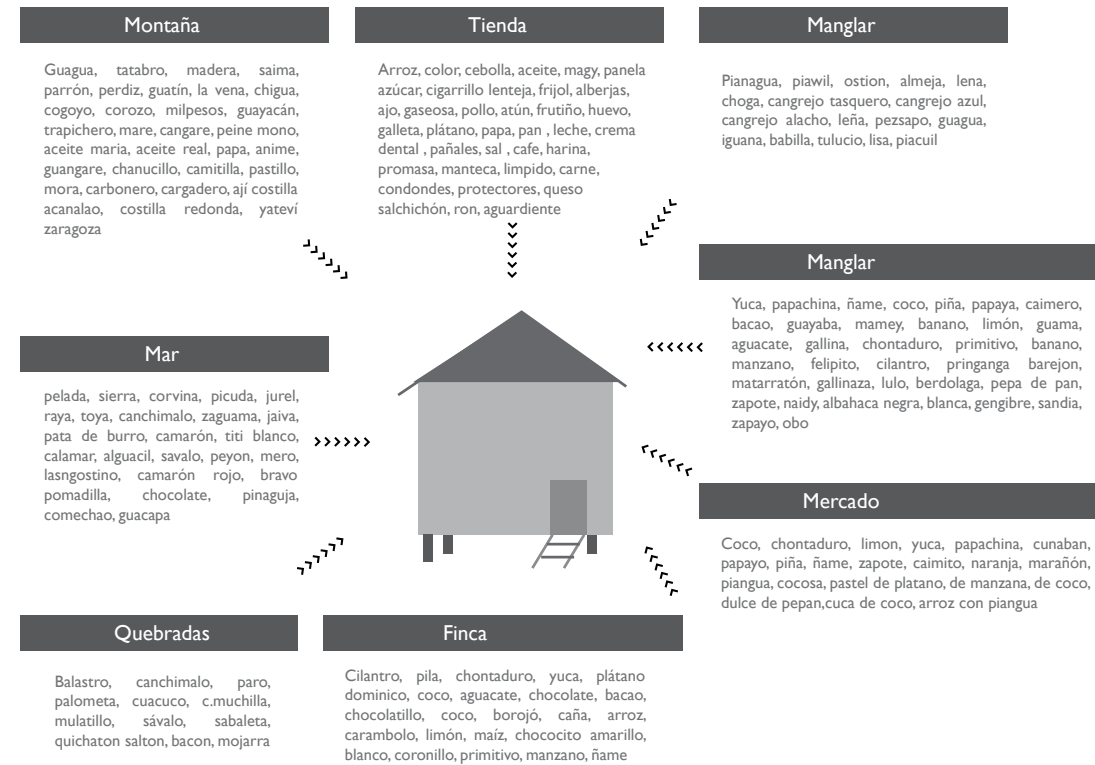 Montaña
Guagua, tatabro, madera, saima,
parrón, perdiz, guatín, la vena, chigua,
cogoyo, corozo, milpesos, guayacán,
trapichero, mare, cangare, peine mono,
aceite maria, aceite real, papa, anime,
guangare, chanucillo, camitilla, pastillo,
mora, carbonero, cargadero, ají costilla
acanalao, costilla redonda, yateví
zaragoza
Tienda
Arroz, color, cebolla, aceite, magy, panela
azúcar, cigarrillo lenteja, frijol, alberjas,
ajo, gaseosa, pollo, atún, frutiño, huevo,
galleta, plátano, papa, pan , leche, crema
dental , pañales, sal , cafe, harina,
promasa, manteca, limpido, carne,
condondes, protectores, queso
salchichón, ron, aguardiente
Manglar
Pianagua, piawil, ostion, almeja, lena,
choga, cangrejo tasquero, cangrejo azul,
cangrejo alacho, leña, pezsapo, guagua,
iguana, babilla, tulucio, lisa, piacuil
Manglar
Yuca, papachina, ñame, coco, piña, papaya, caimero,
bacao, guayaba, mamey, banano, limón, guama,
aguacate, gallina, chontaduro, primitivo, banano,
manzano, felipito, cilantro, pringanga barejon,
matarratón, gallinaza, lulo, berdolaga, pepa de pan,
zapote, naidy, albahaca negra, blanca, gengibre, sandia,
zapayo, obo
Mar
pelada, sierra, corvina, picuda, jurel,
raya, toya, canchimalo, zaguama, jaiva,
pata de burro, camarón, titi blanco,
calamar, alguacil, savalo, peyon, mero,
lasngostino, camarón rojo, bravo
pomadilla, chocolate, pinaguja,
comechao, guacapa
Mercado
Coco, chontaduro, limon, yuca, papachina, cunaban,
papayo, piña, ñame, zapote, caimito, naranja, marañón,
piangua, cocosa, pastel de platano, de manzana, de coco,
dulce de pepan,cuca de coco, arroz con piangua
Quebradas
Balastro, canchimalo, paro,
palometa, cuacuco, c.muchilla,
mulatillo, sávalo, sabaleta,
quichaton salton, bacon, mojarra
Finca
Cilantro, pila, chontaduro, yuca, plátano
dominico, coco, aguacate, chocolate, bacao,
chocolatillo, coco, borojó, caña, arroz,
carambolo, limón, maíz, chococito amarillo,
blanco, coronillo, primitivo, manzano, ñame